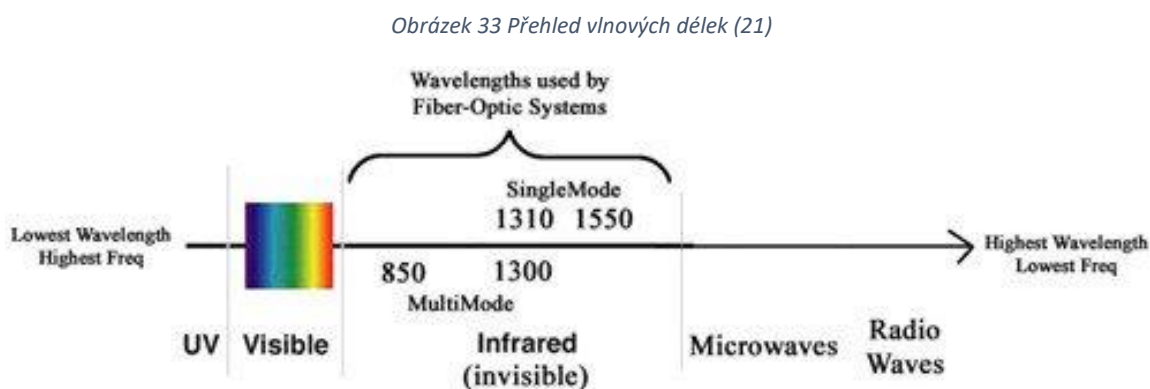 Obrázek 33 Přehled vlnových délek (21)
Wavelengths used by
Fiber-Optic Systems
SingleMode
1310 1550
Lowest Wavelength
Highest Freq
Highest Wavelength
Lowest Freq
850 1300
MultiMode
UV Visible Infrared
(invisible)
Microwaves
Radio
Waves